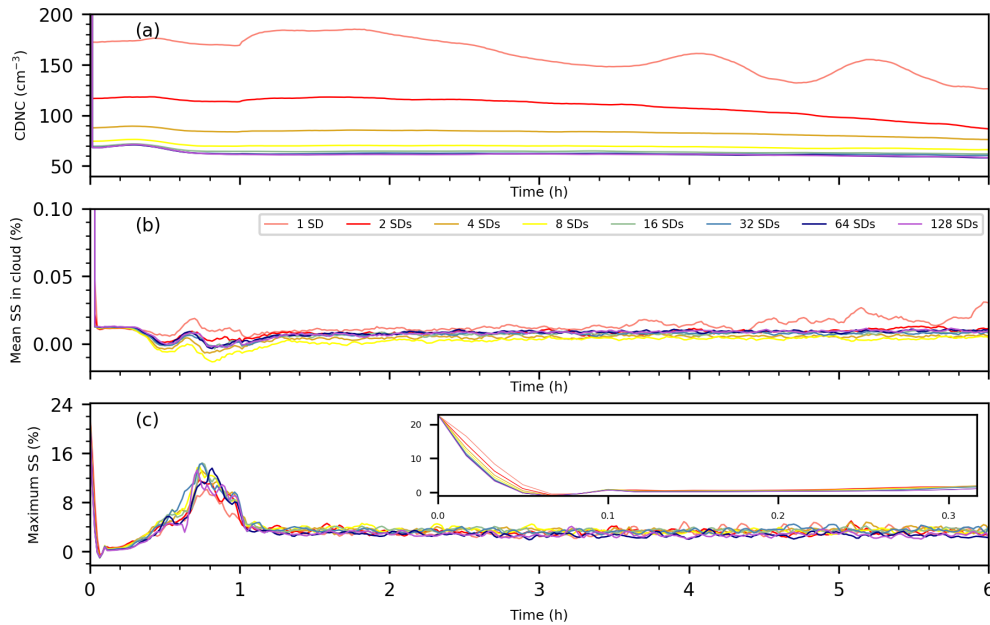 200
150
100
50
CDNC (cm⁻³)
(a)
Time (h)
0.10
0.05
0.00
Mean SS in cloud (%)
(b)
1 SD 2 SDs 4 SDs 8 SDs 16 SDs 32 SDs 64 SDs 128 SDs
Time (h)
24
16
8
0
Maximum SS (%)
(c)
20
10
0
0.0 0.1 0.2 0.3
0 1 2 3 4 5 6
Time (h)